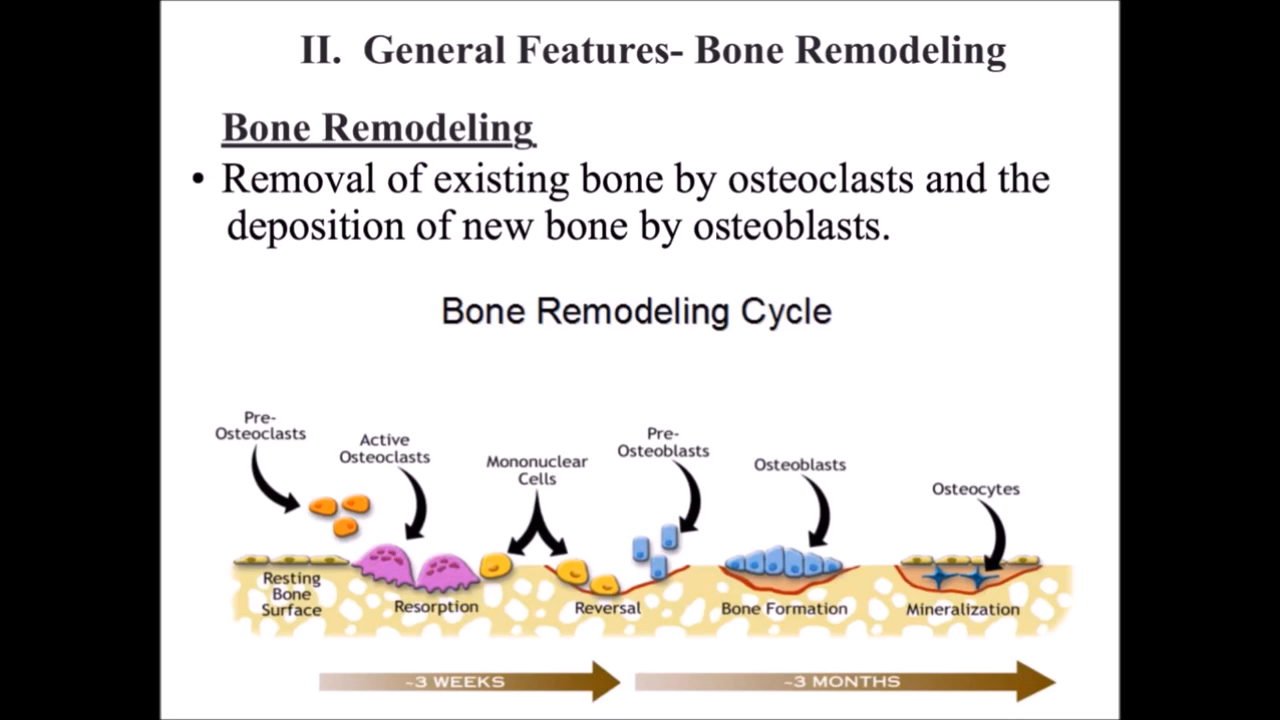 II. General Features- Bone Remodeling
Bone Remodeling
• Removal of existing bone by osteoclasts and the
deposition of new bone by osteoblasts.
Bone Remodeling Cycle
Pre-
Osteoclasts
Active
Osteoclasts
Mononuclear
Cells
Pre-
Osteoblasts
Osteoblasts
Osteocytes
Resting
Bone
Surface
Resorption
Reversal
Bone Formation
Mineralization
~3 WEEKS
~3 MONTHS